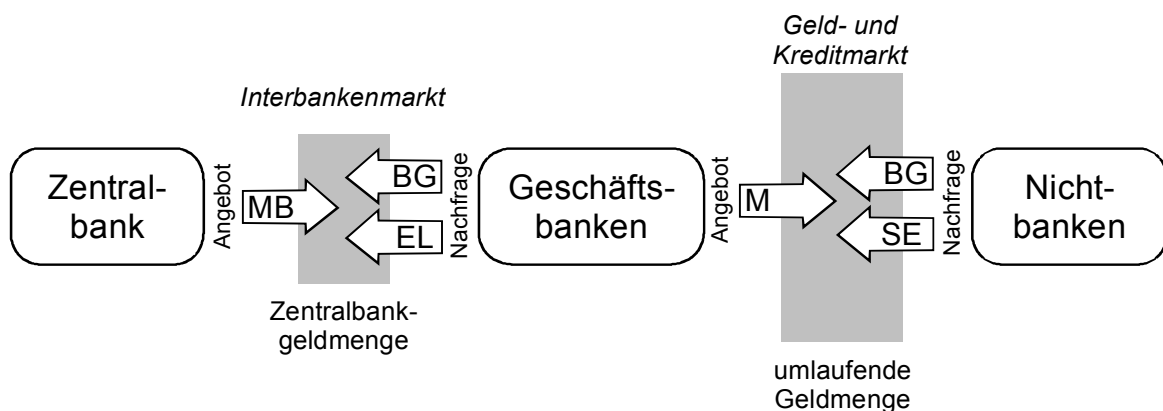 Geld- und
Kreditmarkt
Interbankenmarkt
Zentral-
bank
Angebot
MB
BG
EL
Nachfrage
Geschäfts-
banken
Angebot
M
BG
SE
Nachfrage
Nicht-
banken
Zentralbank-
geldmenge
umlaufende
Geldmenge